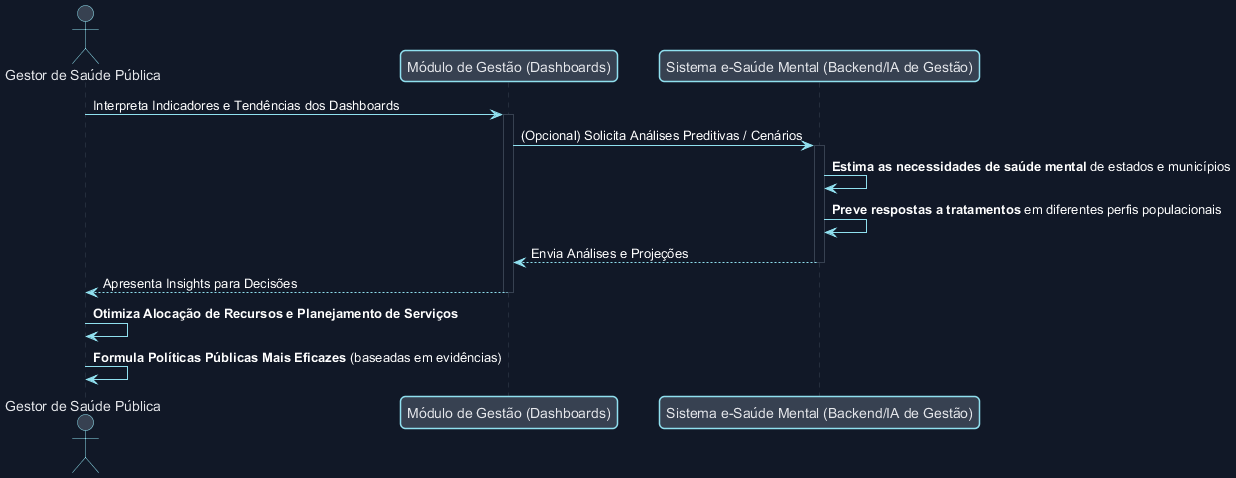 Gestor de Saúde Pública
Módulo de Gestão (Dashboards)
Sistema e-Saúde Mental (Backend/IA de Gestão)
Interpreta Indicadores e Tendências dos Dashboards
(Opcional) Solicita Análises Preditivas / Cenários
Estima as necessidades de saúde mental de estados e municípios
Preve respostas a tratamentos em diferentes perfis populacionais
Envia Análises e Projeções
Apresenta Insights para Decisões
Otimiza Alocação de Recursos e Planejamento de Serviços
Formula Políticas Públicas Mais Eficazes (baseadas em evidências)
Gestor de Saúde Pública
Módulo de Gestão (Dashboards)
Sistema e-Saúde Mental (Backend/IA de Gestão)